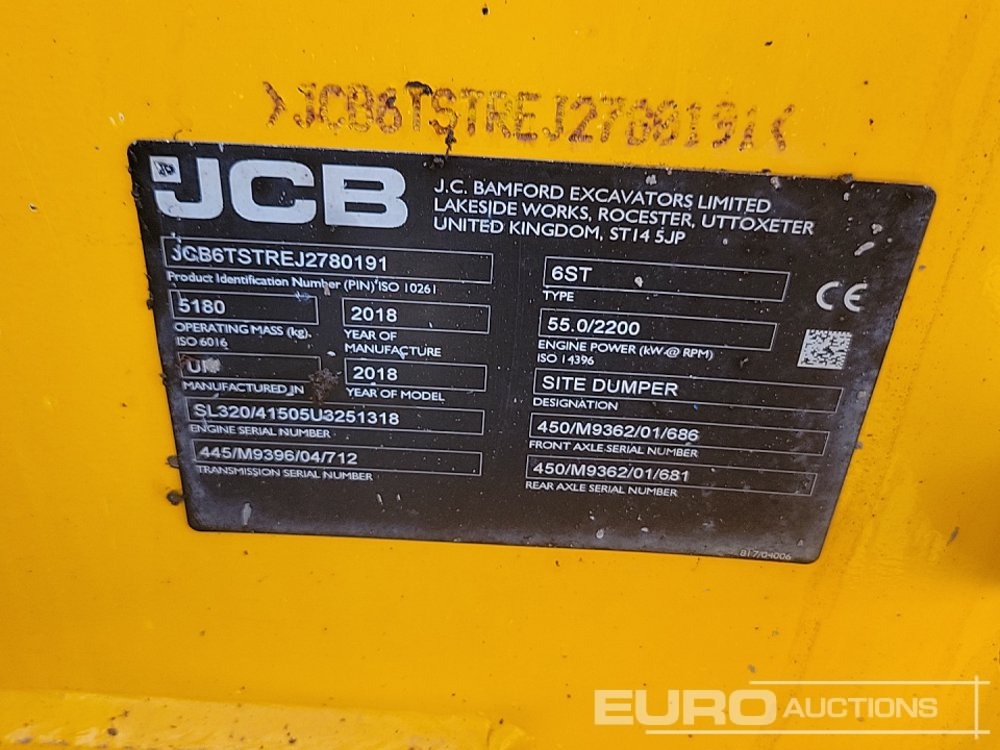 >JCB6TSTREJ2780191<
JCB
J.C. BAMFORD EXCAVATORS LIMITED
LAKESIDE WORKS, ROCESTER, UTTOXETER
UNITED KINGDOM, ST14 5JP
JCB6TSTREJ2780191
Product Identification Number (PIN) ISO 10261
5180
OPERATING MASS (kg)
ISO 6016
2018
YEAR OF
MANUFACTURE
MANUFACTURED IN
2018
YEAR OF MODEL
SL320/41505U3251318
ENGINE SERIAL NUMBER
445/M9396/04/712
TRANSMISSION SERIAL NUMBER
6ST
TYPE
CE
55.0/2200
ENGINE POWER (kW @ RPM)
ISO 14396
SITE DUMPER
DESIGNATION
450/M9362/01/686
FRONT AXLE SERIAL NUMBER
450/M9362/01/681
REAR AXLE SERIAL NUMBER
817/04006
EURO AUCTIONS